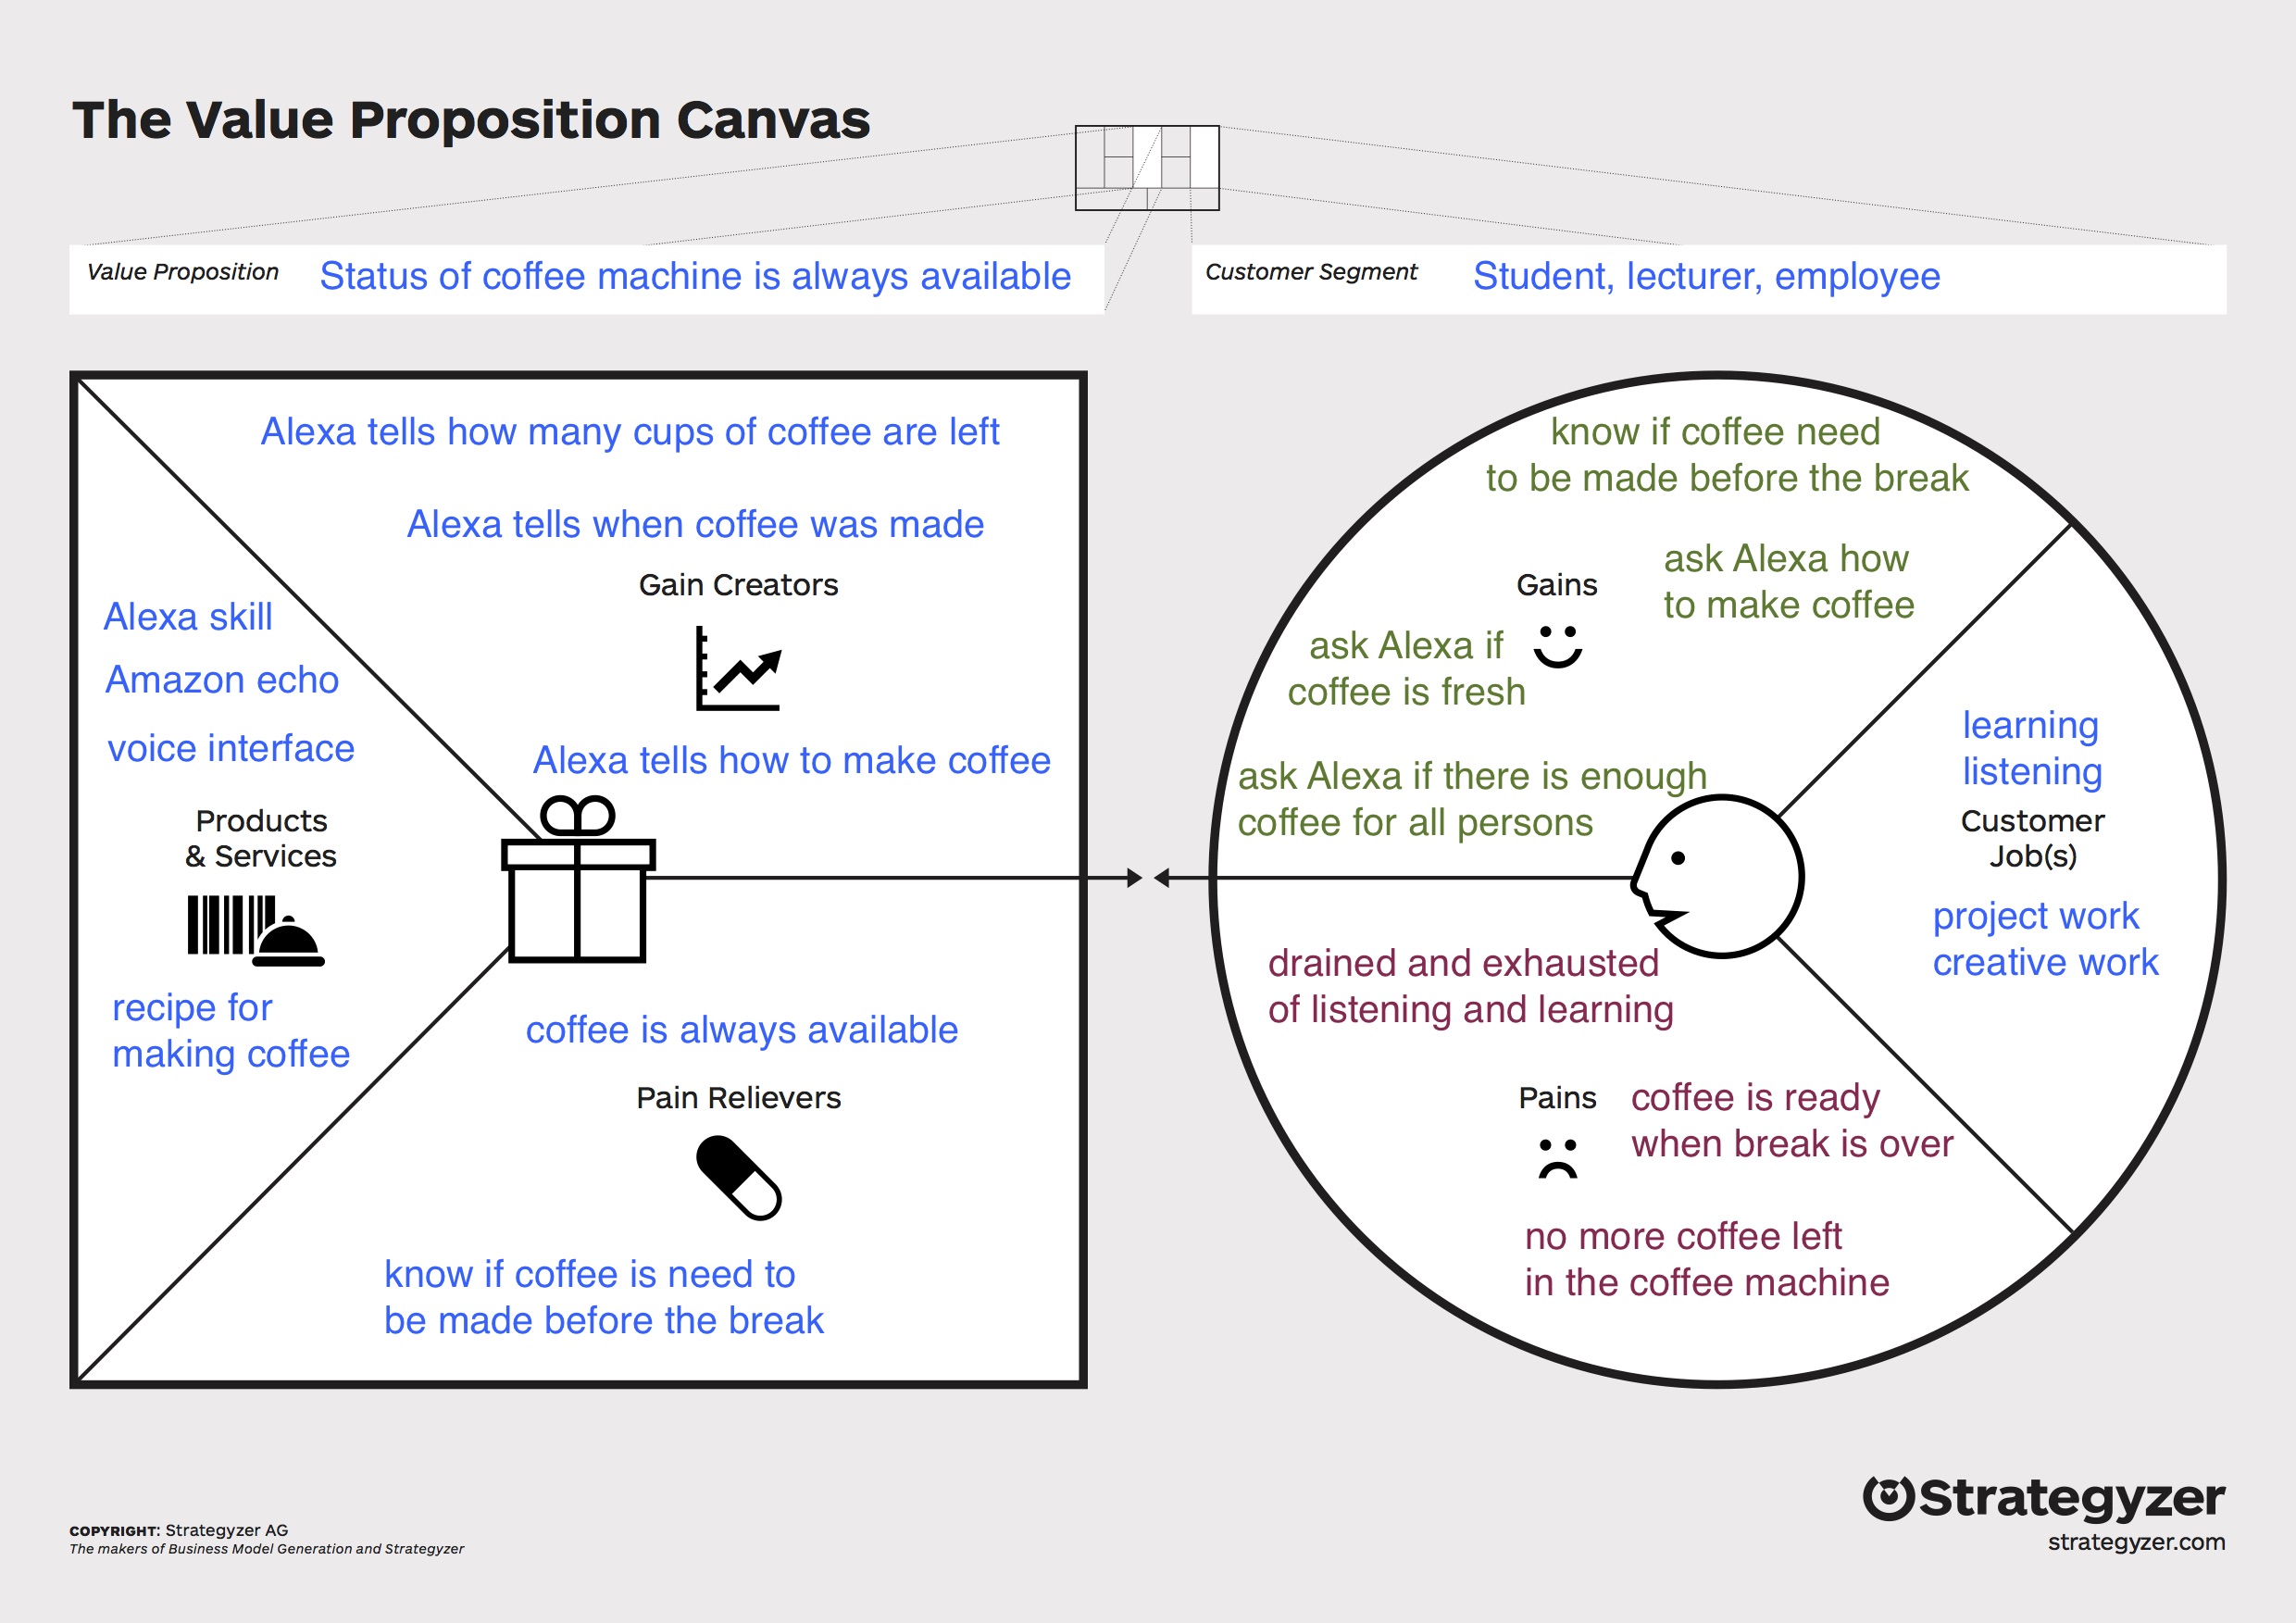 The Value Proposition Canvas
Value Proposition
Status of coffee machine is always available
Customer Segment
Student, lecturer, employee
Alexa tells how many cups of coffee are left
Alexa tells when coffee was made
Gain Creators
Alexa tells how to make coffee
Alexa skill
Amazon echo
voice interface
Products
& Services
recipe for
making coffee
coffee is always available
Pain Relievers
know if coffee is need to
be made before the break
know if coffee need
to be made before the break
ask Alexa how
to make coffee
Gains
ask Alexa if
coffee is fresh
ask Alexa if there is enough
coffee for all persons
learning
listening
Customer
Job(s)
project work
creative work
drained and exhausted
of listening and learning
Pains
coffee is ready
when break is over
no more coffee left
in the coffee machine
COPYRIGHT: Strategyzer AG
The makers of Business Model Generation and Strategyzer
Strategyzer
strategyzer.com